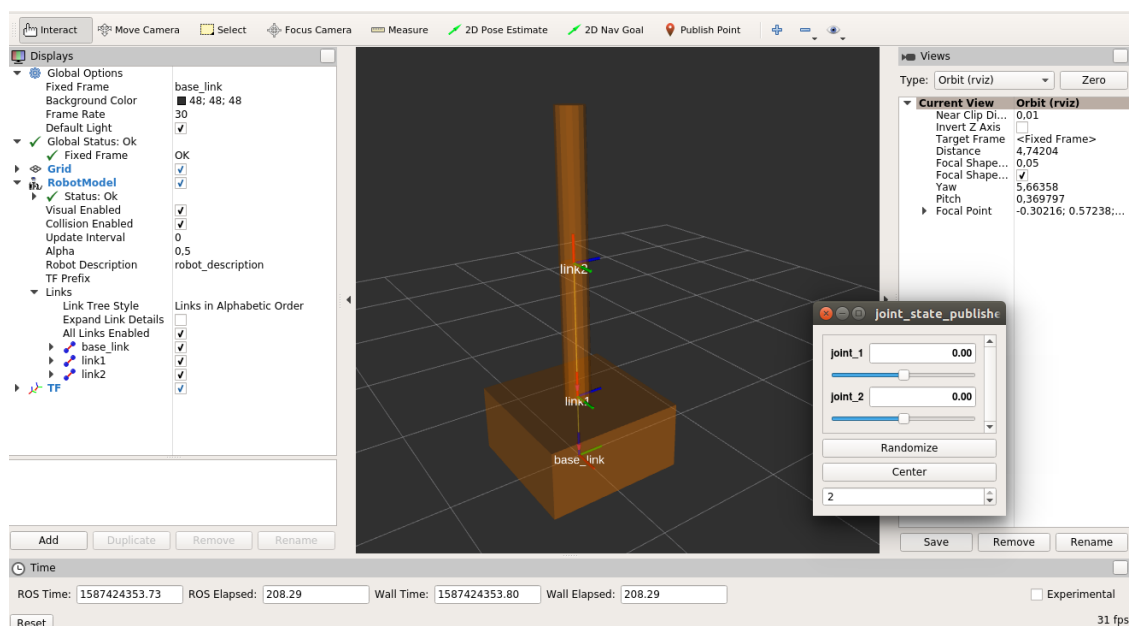 Interact Move Camera Select Focus Camera Measure 2D Pose Estimate 2D Nav Goal Publish Point
Displays
Global Options
Fixed Frame base_link
Background Color 48; 48; 48
Frame Rate 30
Default Light
Global Status: Ok
Fixed Frame OK
Grid
RobotModel
Status: Ok
Visual Enabled
Collision Enabled
Update Interval 0
Alpha 0,5
Robot Description robot_description
TF Prefix
Links
Link Tree Style Links in Alphabetic Order
Expand Link Details
All Links Enabled
base_link
link1
link2
TF
Add Duplicate Remove Rename
link2
link1
base_link
Views
Type: Orbit (rviz) Zero
Current View Orbit (rviz)
Near Clip Di... 0,01
Invert Z Axis
Target Frame <Fixed Frame>
Distance 4,74204
Focal Shape... 0,05
Focal Shape...
Yaw 5,66358
Pitch 0,369797
Focal Point -0.30216; 0.57238;...
joint_state_publishe
joint_1 0.00
joint_2 0.00
Randomize
Center
2
Save Remove Rename
Time
ROS Time: 1587424353.73 ROS Elapsed: 208.29 Wall Time: 1587424353.80 Wall Elapsed: 208.29 Experimental
Reset 31 fps